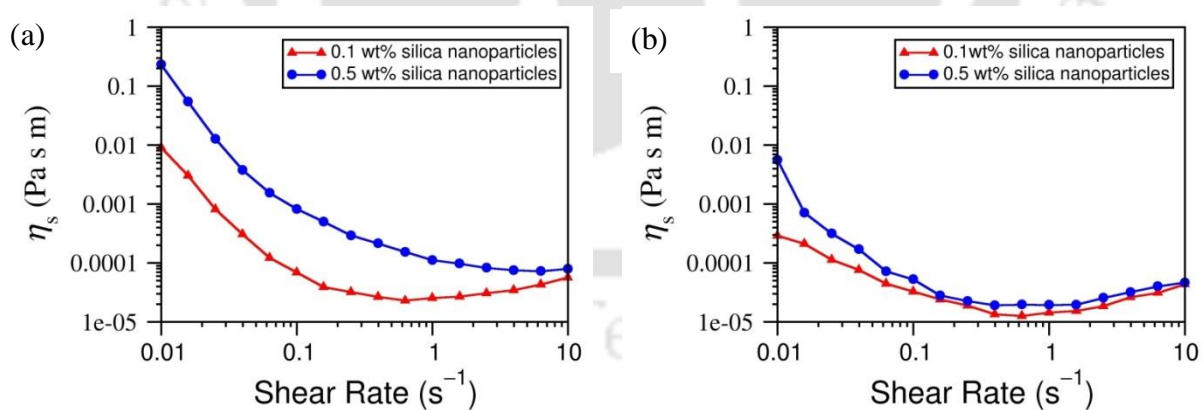 (a)
1
0.1
0.01
0.001
0.0001
1e-05
ηs (Pa s m)
0.1 wt% silica nanoparticles
0.5 wt% silica nanoparticles
0.01 0.1 1 10
Shear Rate (s⁻¹)
(b)
1
0.1
0.01
0.001
0.0001
1e-05
ηs (Pa s m)
0.1wt% silica nanoparticles
0.5 wt% silica nanoparticles
0.01 0.1 1 10
Shear Rate (s⁻¹)